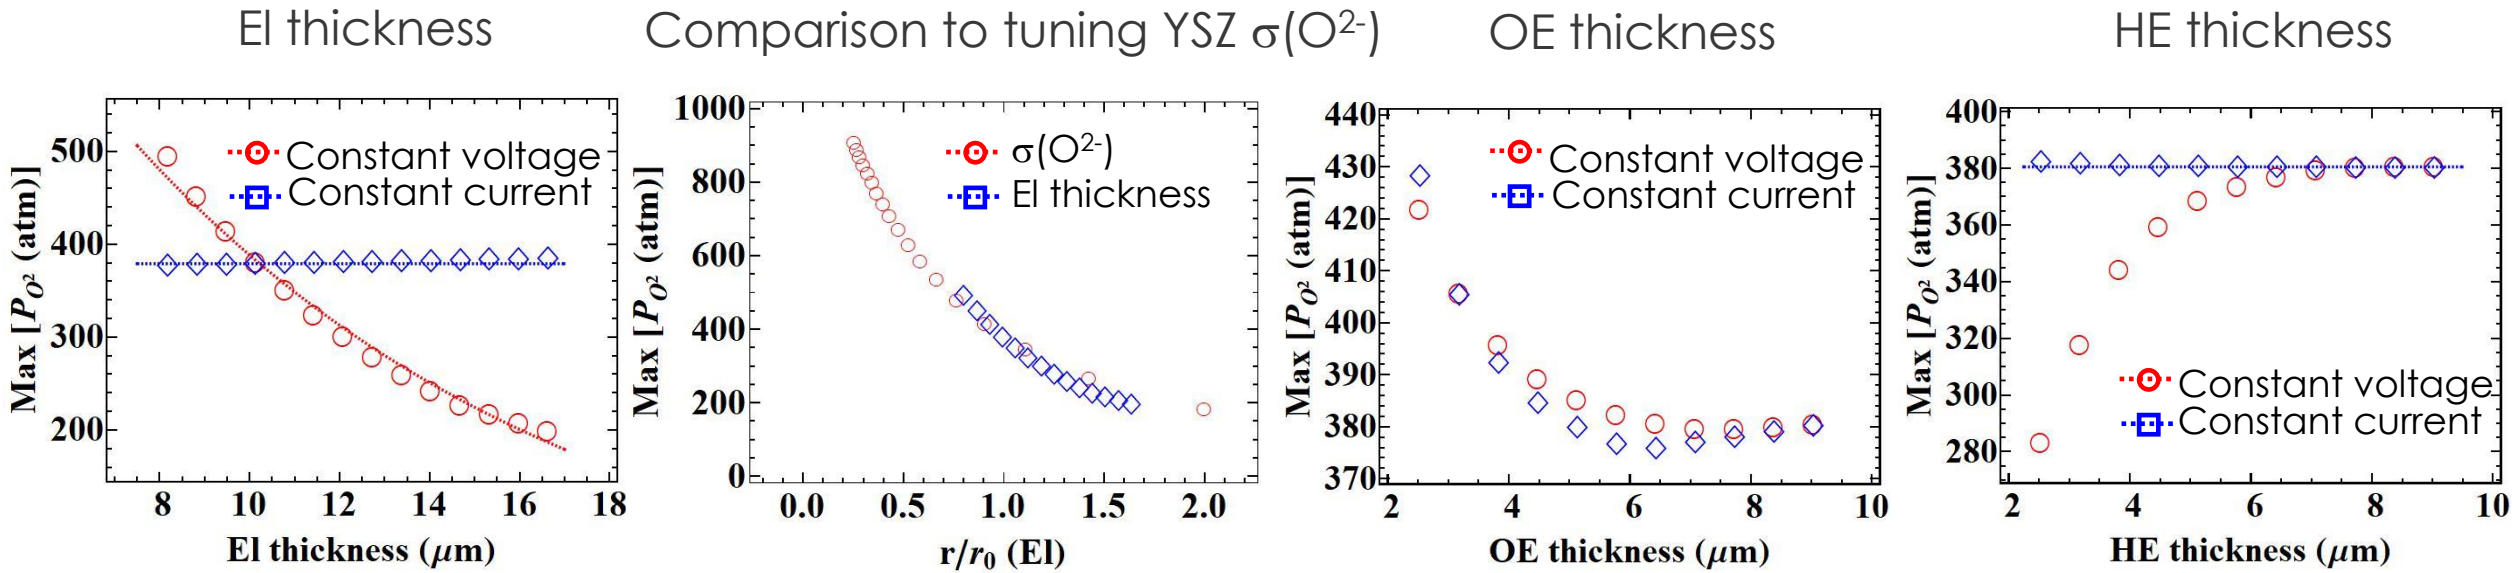 El thickness
Comparison to tuning YSZ σ(O²⁻)
OE thickness
HE thickness
Max [P_O² (atm)]
500
400
300
200
Constant voltage
Constant current
8
10
12
14
16
18
El thickness (μm)
Max [P_O² (atm)]
1000
800
600
400
200
0
σ(O²⁻)
El thickness
0.0
0.5
1.0
1.5
2.0
r/r₀ (El)
Max [P_O² (atm)]
440
430
420
410
400
390
380
370
Constant voltage
Constant current
2
4
6
8
10
OE thickness (μm)
Max [P_O² (atm)]
400
380
360
340
320
300
280
Constant voltage
Constant current
2
4
6
8
10
HE thickness (μm)